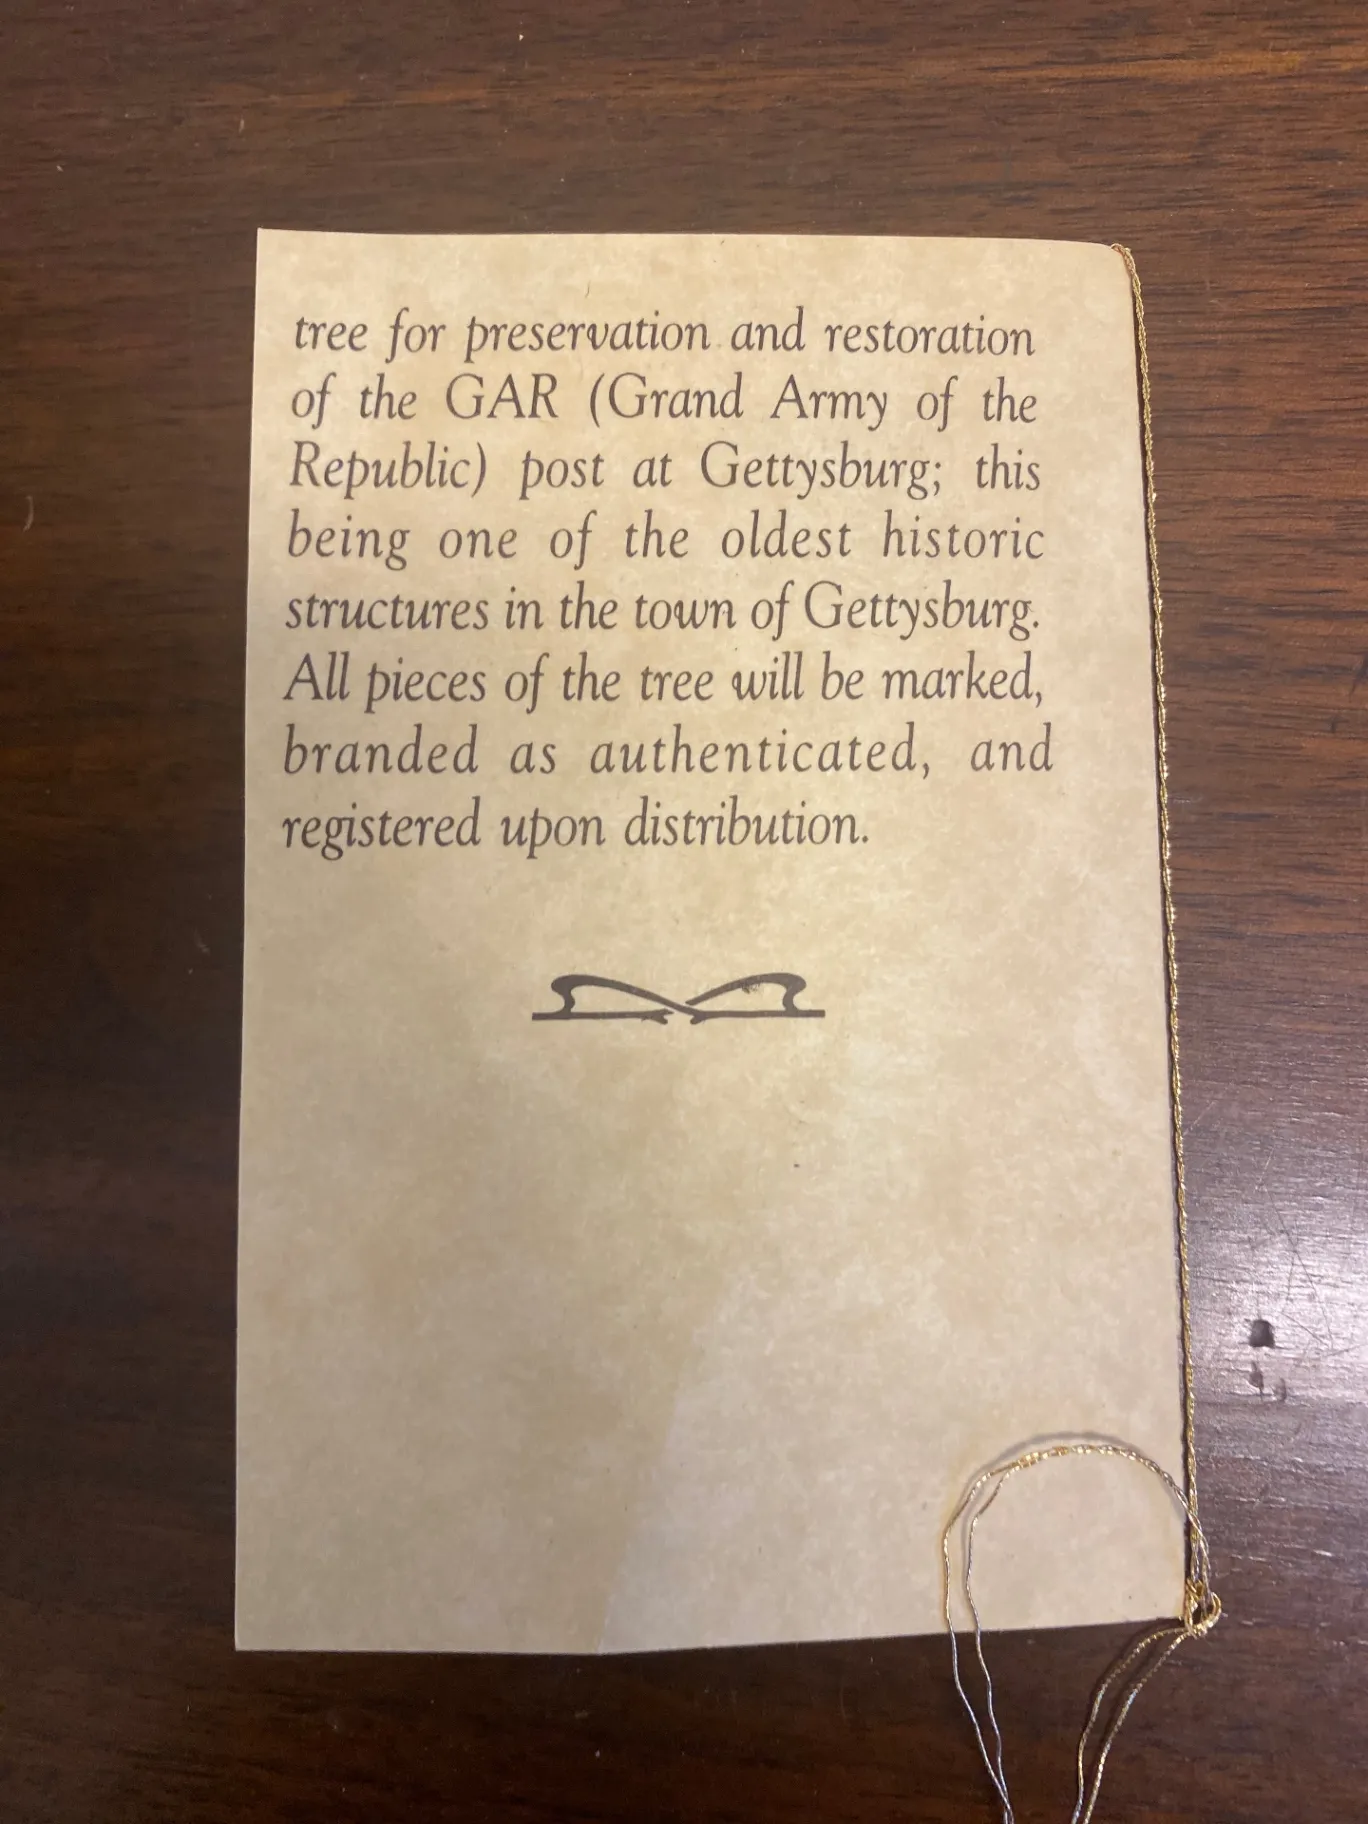 tree for preservation and restoration
of the GAR (Grand Army of the
Republic) post at Gettysburg; this
being one of the oldest historic
structures in the town of Gettysburg.
All pieces of the tree will be marked,
branded as authenticated, and
registered upon distribution.